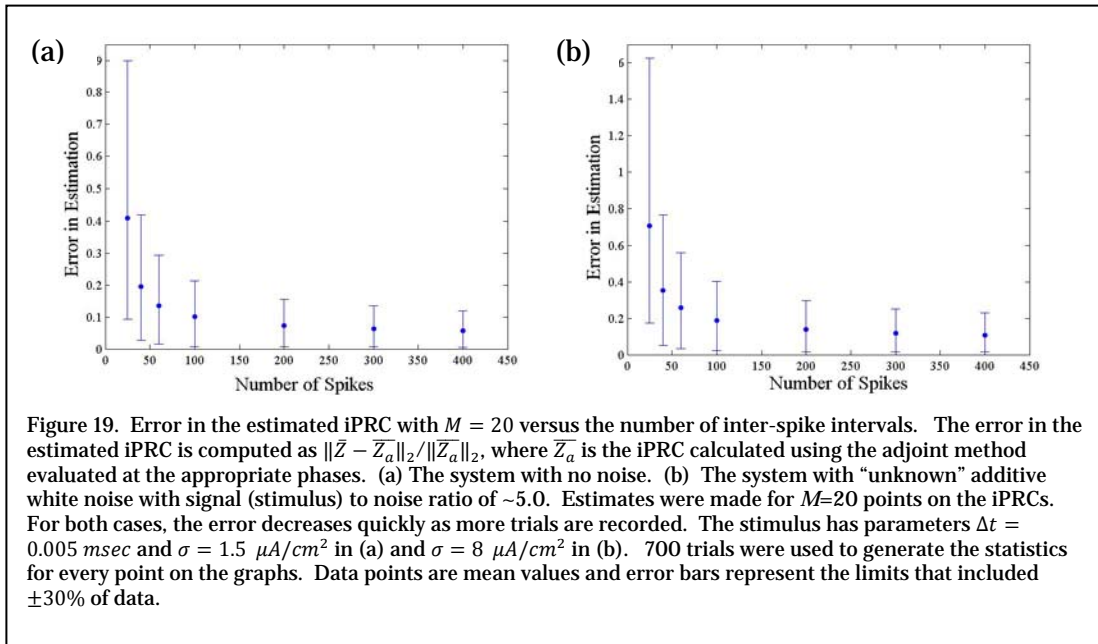 (a)
9
0.8
0.7
0.6
0.5
0.4
0.3
0.2
0.1
0
0 50 100 150 200 250 300 350 400 450
Error in Estimation
Number of Spikes
(b)
6
1.4
1.2
1
0.8
0.6
0.4
0.2
0
0 50 100 150 200 250 300 350 400 450
Error in Estimation
Number of Spikes
Figure 19. Error in the estimated iPRC with M = 20 versus the number of inter-spike intervals. The error in the
estimated iPRC is computed as ‖Z̄ − Z̄ₐ‖₂/‖Z̄ₐ‖₂, where Z̄ₐ is the iPRC calculated using the adjoint method
evaluated at the appropriate phases. (a) The system with no noise. (b) The system with “unknown” additive
white noise with signal (stimulus) to noise ratio of ~5.0. Estimates were made for M=20 points on the iPRCs.
For both cases, the error decreases quickly as more trials are recorded. The stimulus has parameters Δt =
0.005 msec and σ = 1.5 μA/cm² in (a) and σ = 8 μA/cm² in (b). 700 trials were used to generate the statistics
for every point on the graphs. Data points are mean values and error bars represent the limits that included
±30% of data.